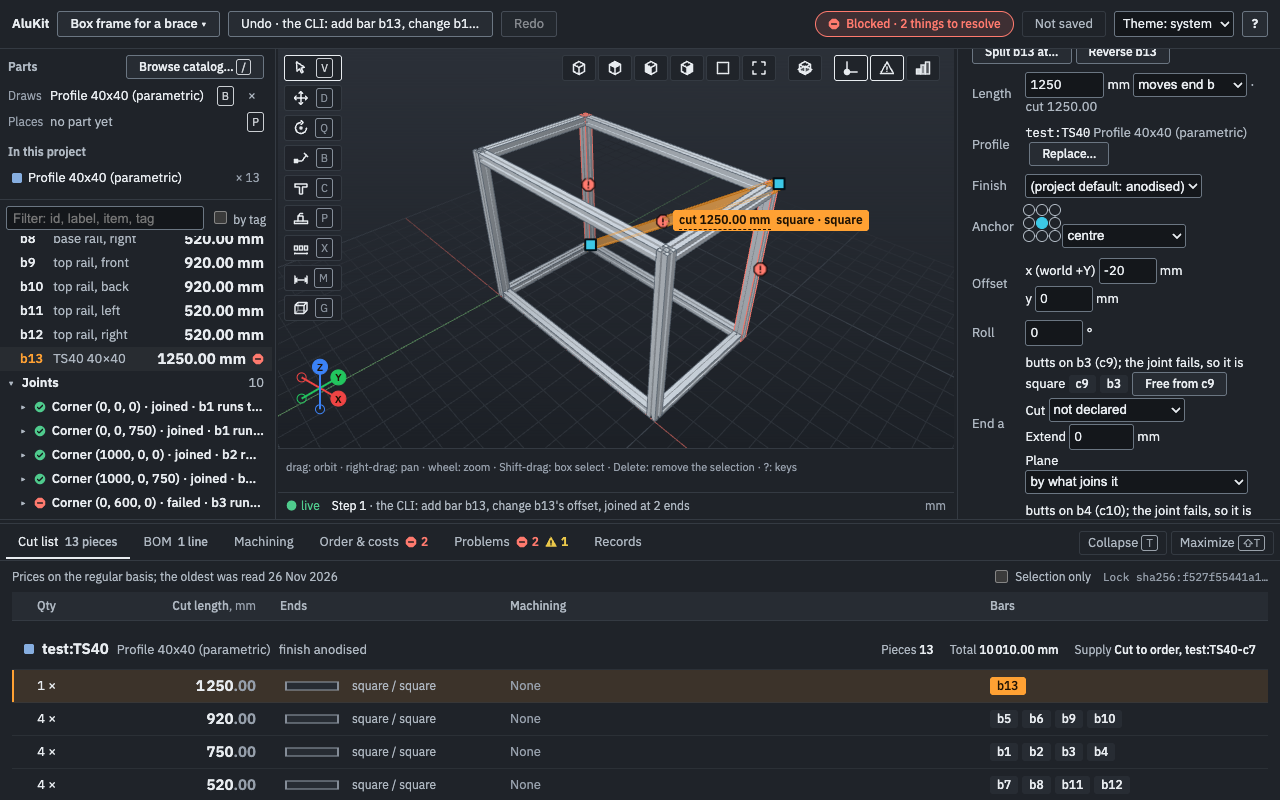 AluKit
Box frame for a brace ▾
Undo · the CLI: add bar b13, change b1...
Redo
Blocked · 2 things to resolve
Not saved
Theme: system
?
Parts
Browse catalog... /
Draws Profile 40x40 (parametric) B ×
Places no part yet P
In this project
Profile 40x40 (parametric) × 13
Filter: id, label, item, tag
by tag
b8 base rail, right 520.00 mm
b9 top rail, front 920.00 mm
b10 top rail, back 920.00 mm
b11 top rail, left 520.00 mm
b12 top rail, right 520.00 mm
b13 TS40 40×40 1250.00 mm
Joints 10
Corner (0, 0, 0) · joined · b1 runs t...
Corner (0, 0, 750) · joined · b1 run...
Corner (1000, 0, 0) · joined · b2 r...
Corner (1000, 0, 750) · joined · b...
Corner (0, 600, 0) · failed · b3 run...
V
D
Q
B
C
P
X
M
G
cut 1250.00 mm square · square
Z
Y
X
drag: orbit · right-drag: pan · wheel: zoom · Shift-drag: box select · Delete: remove the selection · ?: keys
live Step 1 · the CLI: add bar b13, change b13's offset, joined at 2 ends mm
Split b13 at...
Reverse b13
Length 1250 mm moves end b ·
cut 1250.00
Profile test:TS40 Profile 40x40 (parametric)
Replace...
Finish (project default: anodised)
Anchor centre
Offset x (world +Y) -20 mm
y 0 mm
Roll 0 °
End a
butts on b3 (c9); the joint fails, so it is
square c9 b3 Free from c9
Cut not declared
Extend 0 mm
Plane
by what joins it
butts on b4 (c10); the joint fails, so it is
Cut list 13 pieces
BOM 1 line
Machining
Order & costs 2
Problems 2 1
Records
Collapse T
Maximize ⇧T
Prices on the regular basis; the oldest was read 26 Nov 2026
Selection only
Lock sha256:f527f55441a1…
Qty Cut length, mm Ends Machining Bars
test:TS40 Profile 40x40 (parametric) finish anodised Pieces 13 Total 10 010.00 mm Supply Cut to order, test:TS40-c7
1 × 1250.00 square / square None b13
4 × 920.00 square / square None b5 b6 b9 b10
4 × 750.00 square / square None b1 b2 b3 b4
4 × 520.00 square / square None b7 b8 b11 b12